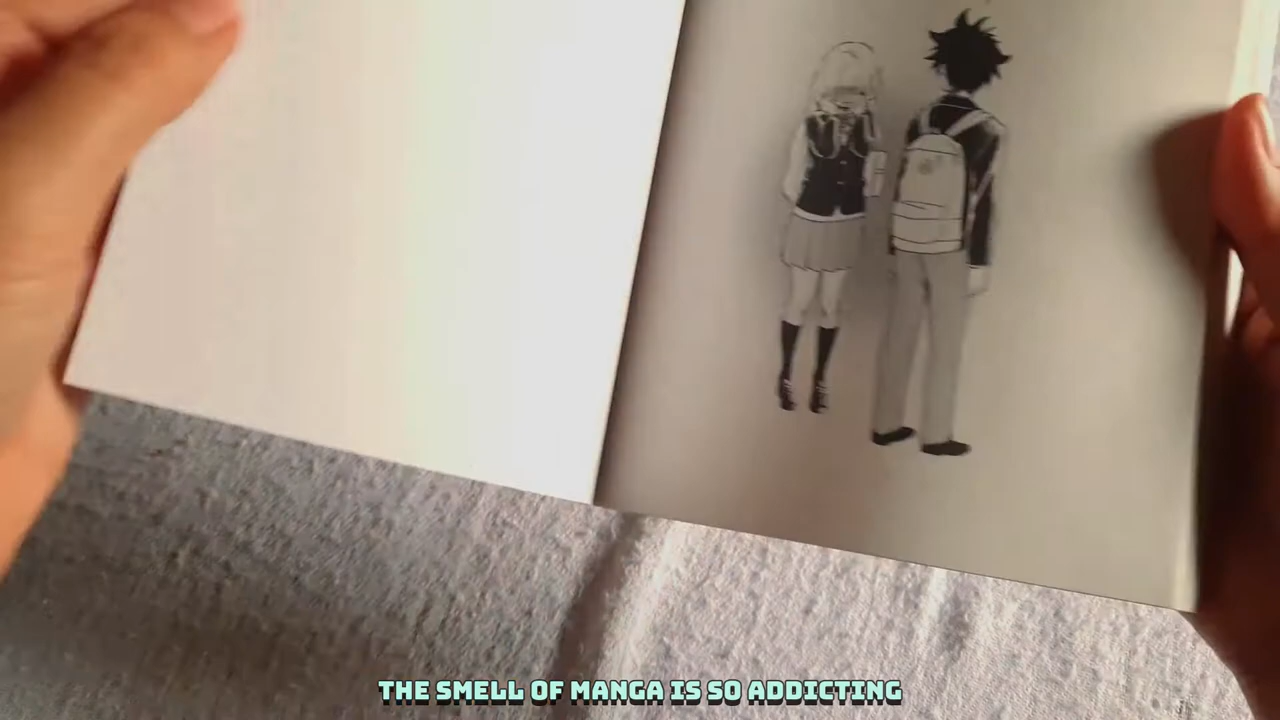 THE SMELL OF MANGA IS SO ADDICTING